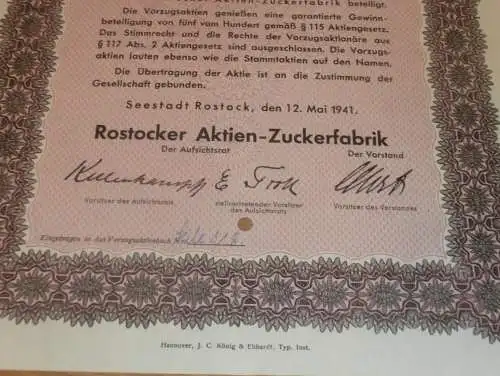 Aktien-Zuckerfabrik beteiligt.
Die Vorzugsaktien genießen eine garantierte Gewinn-
beteiligung von fünf vom Hundert gemäß § 115 Aktiengesetz.
Das Stimmrecht und die Rechte der Vorzugsaktionäre aus
§ 117 Abs. 2 Aktiengesetz sind ausgeschlossen. Die Vorzugs-
aktien lauten ebenso wie die Stammaktien auf den Namen.
Die Übertragung der Aktie ist an die Zustimmung der
Gesellschaft gebunden.
Seestadt Rostock, den 12. Mai 1941.
Rostocker Aktien-Zuckerfabrik
Der Aufsichtsrat Der Vorstand
Vorsitzer des Aufsichtsrats stellvertretender Vorsitzer des Aufsichtsrats Vorsitzer des Vorstandes
Eingetragen in das Vorzugsaktienbuch
Hannover, J. C. König & Ebhardt, Typ. Inst.